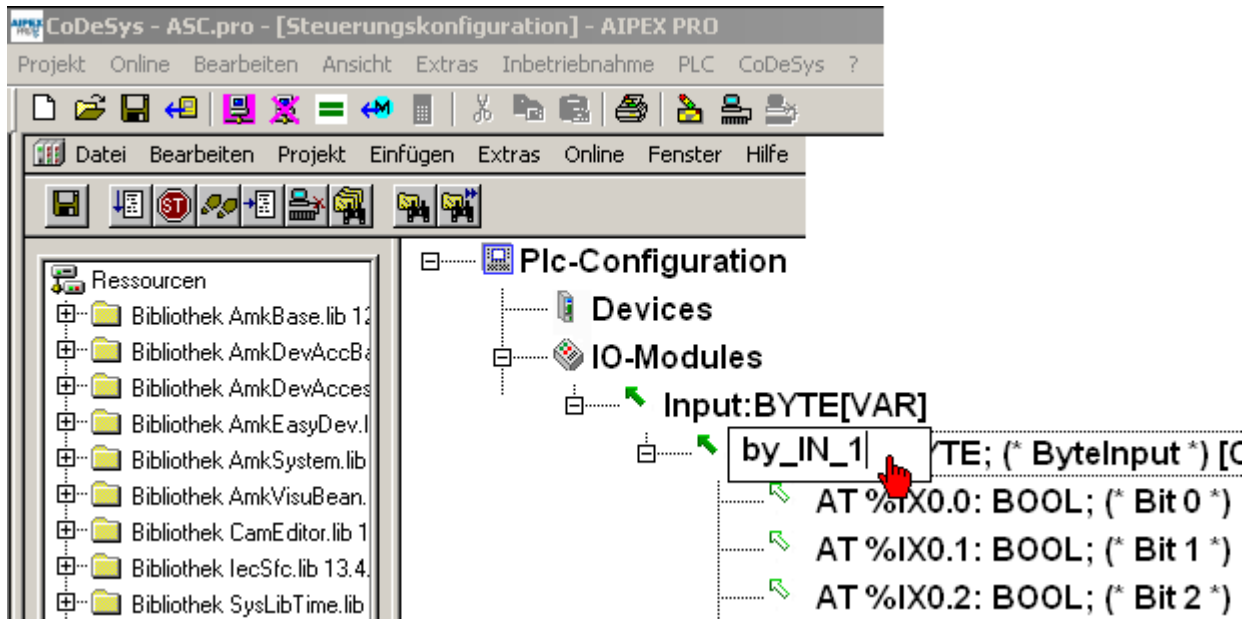 CoDeSys - ASC.pro - [Steuerungskonfiguration] - AIPEX PRO
Projekt Online Bearbeiten Ansicht Extras Inbetriebnahme PLC CoDeSys ?
Datei Bearbeiten Projekt Einfügen Extras Online Fenster Hilfe
ST
Ressourcen
Bibliothek AmkBase.lib 12
Bibliothek AmkDevAccBa
Bibliothek AmkDevAcces
Bibliothek AmkEasyDev.l
Bibliothek AmkSystem.lib
Bibliothek AmkVisuBean.
Bibliothek CamEditor.lib 1
Bibliothek IecSfc.lib 13.4.
Bibliothek SysLibTime.lib
Plc-Configuration
Devices
IO-Modules
Input:BYTE[VAR]
by_IN_1 YTE; (* ByteInput *) [C
AT %IX0.0: BOOL; (* Bit 0 *)
AT %IX0.1: BOOL; (* Bit 1 *)
AT %IX0.2: BOOL; (* Bit 2 *)